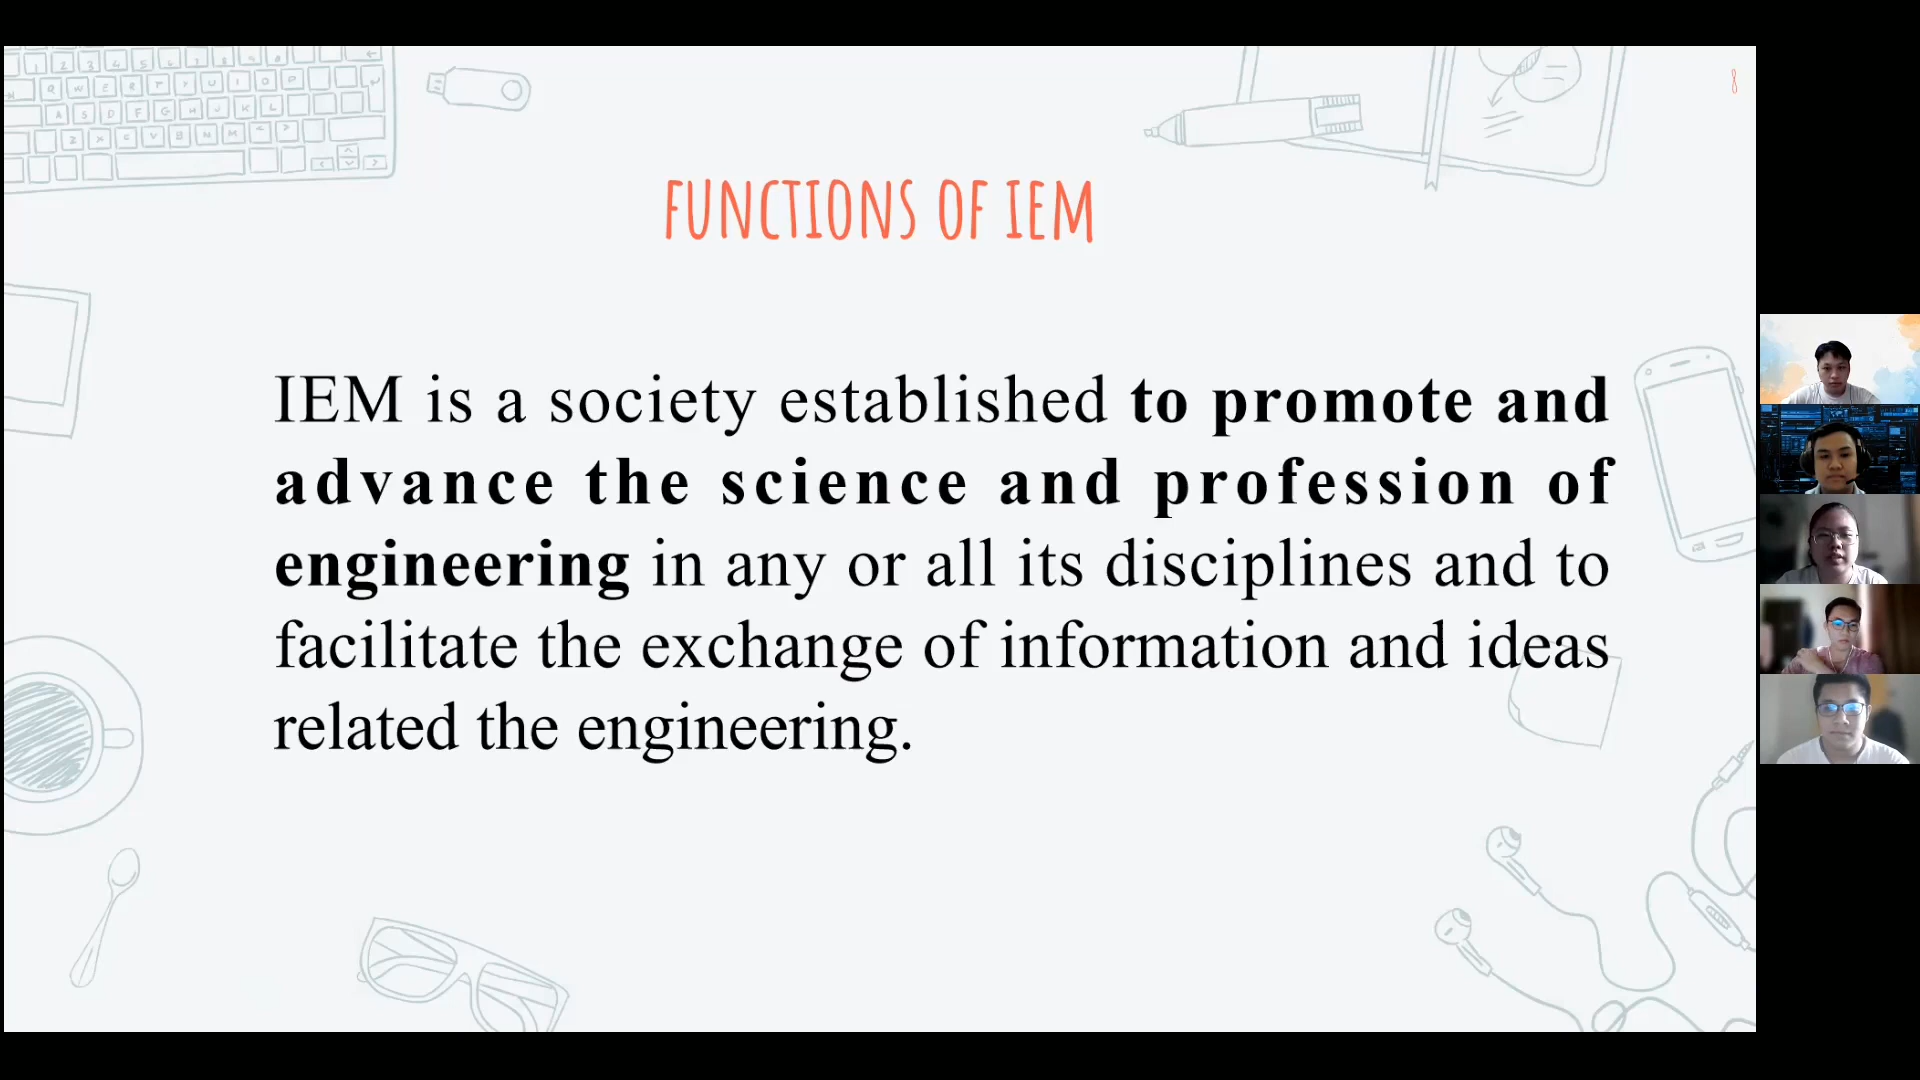 8
FUNCTIONS OF IEM
IEM is a society established to promote and
advance the science and profession of
engineering in any or all its disciplines and to
facilitate the exchange of information and ideas
related the engineering.